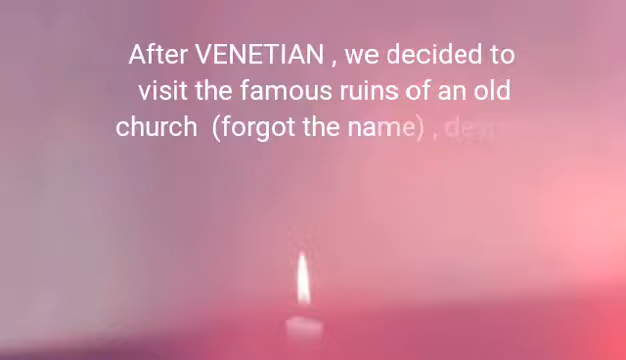 After VENETIAN , we decided to
visit the famous ruins of an old
church (forgot the name) ,